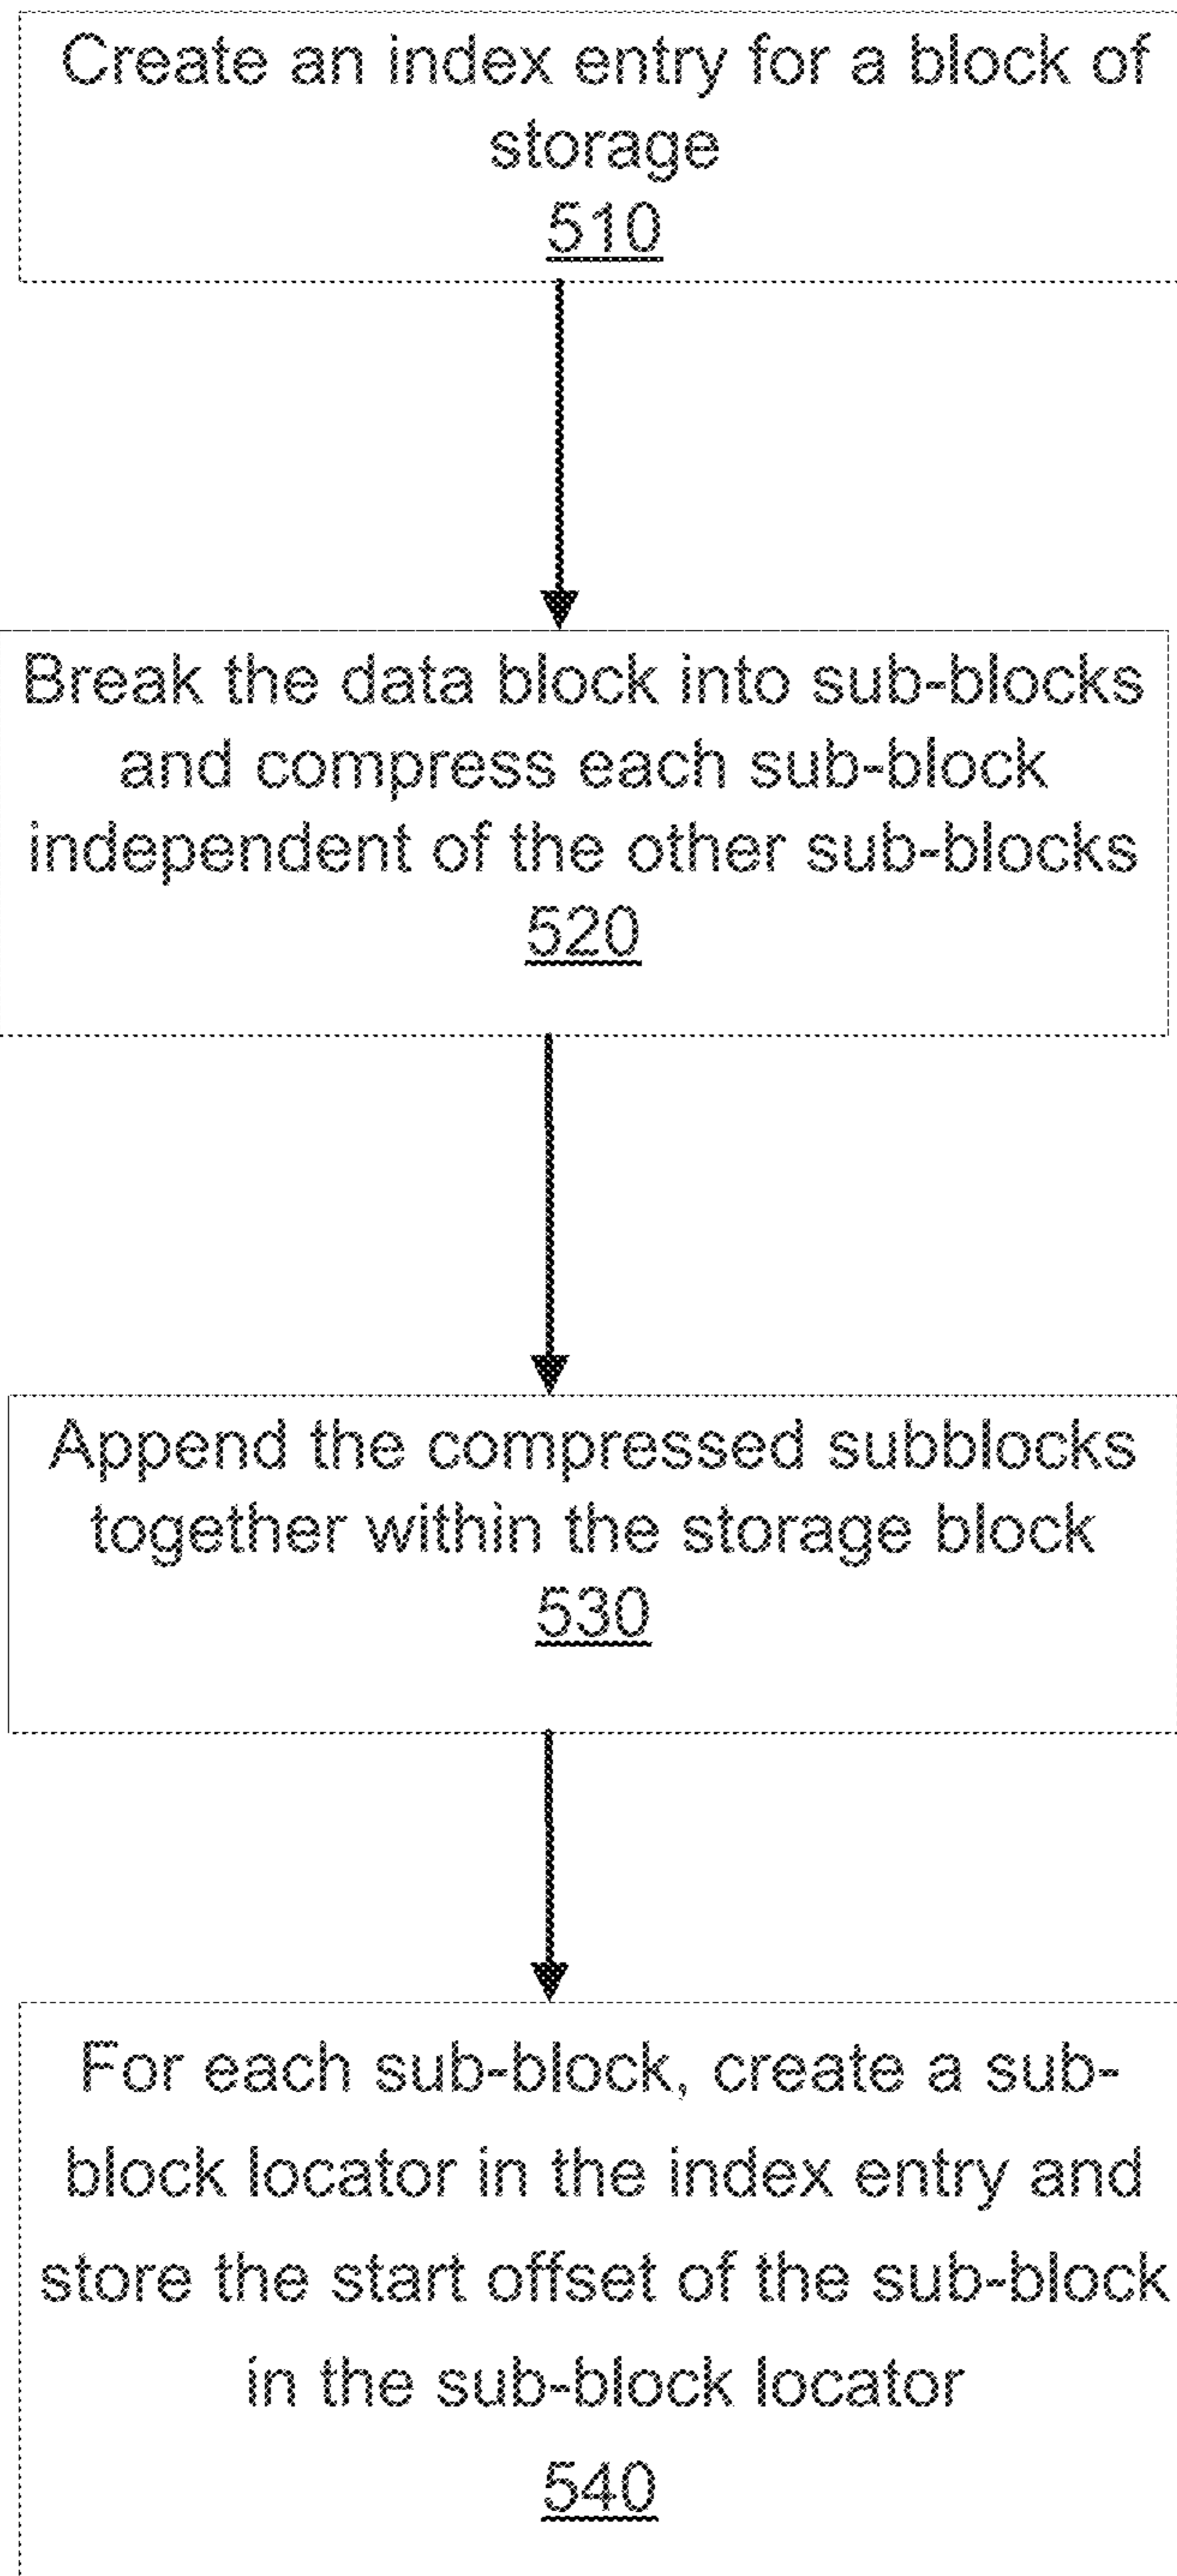 Create an index entry for a block of
storage
510
Break the data block into sub-blocks
and compress each sub-block
independent of the other sub-blocks
520
Append the compressed subblocks
together within the storage block
530
For each sub-block, create a sub-
block locator in the index entry and
store the start offset of the sub-block
in the sub-block locator
540